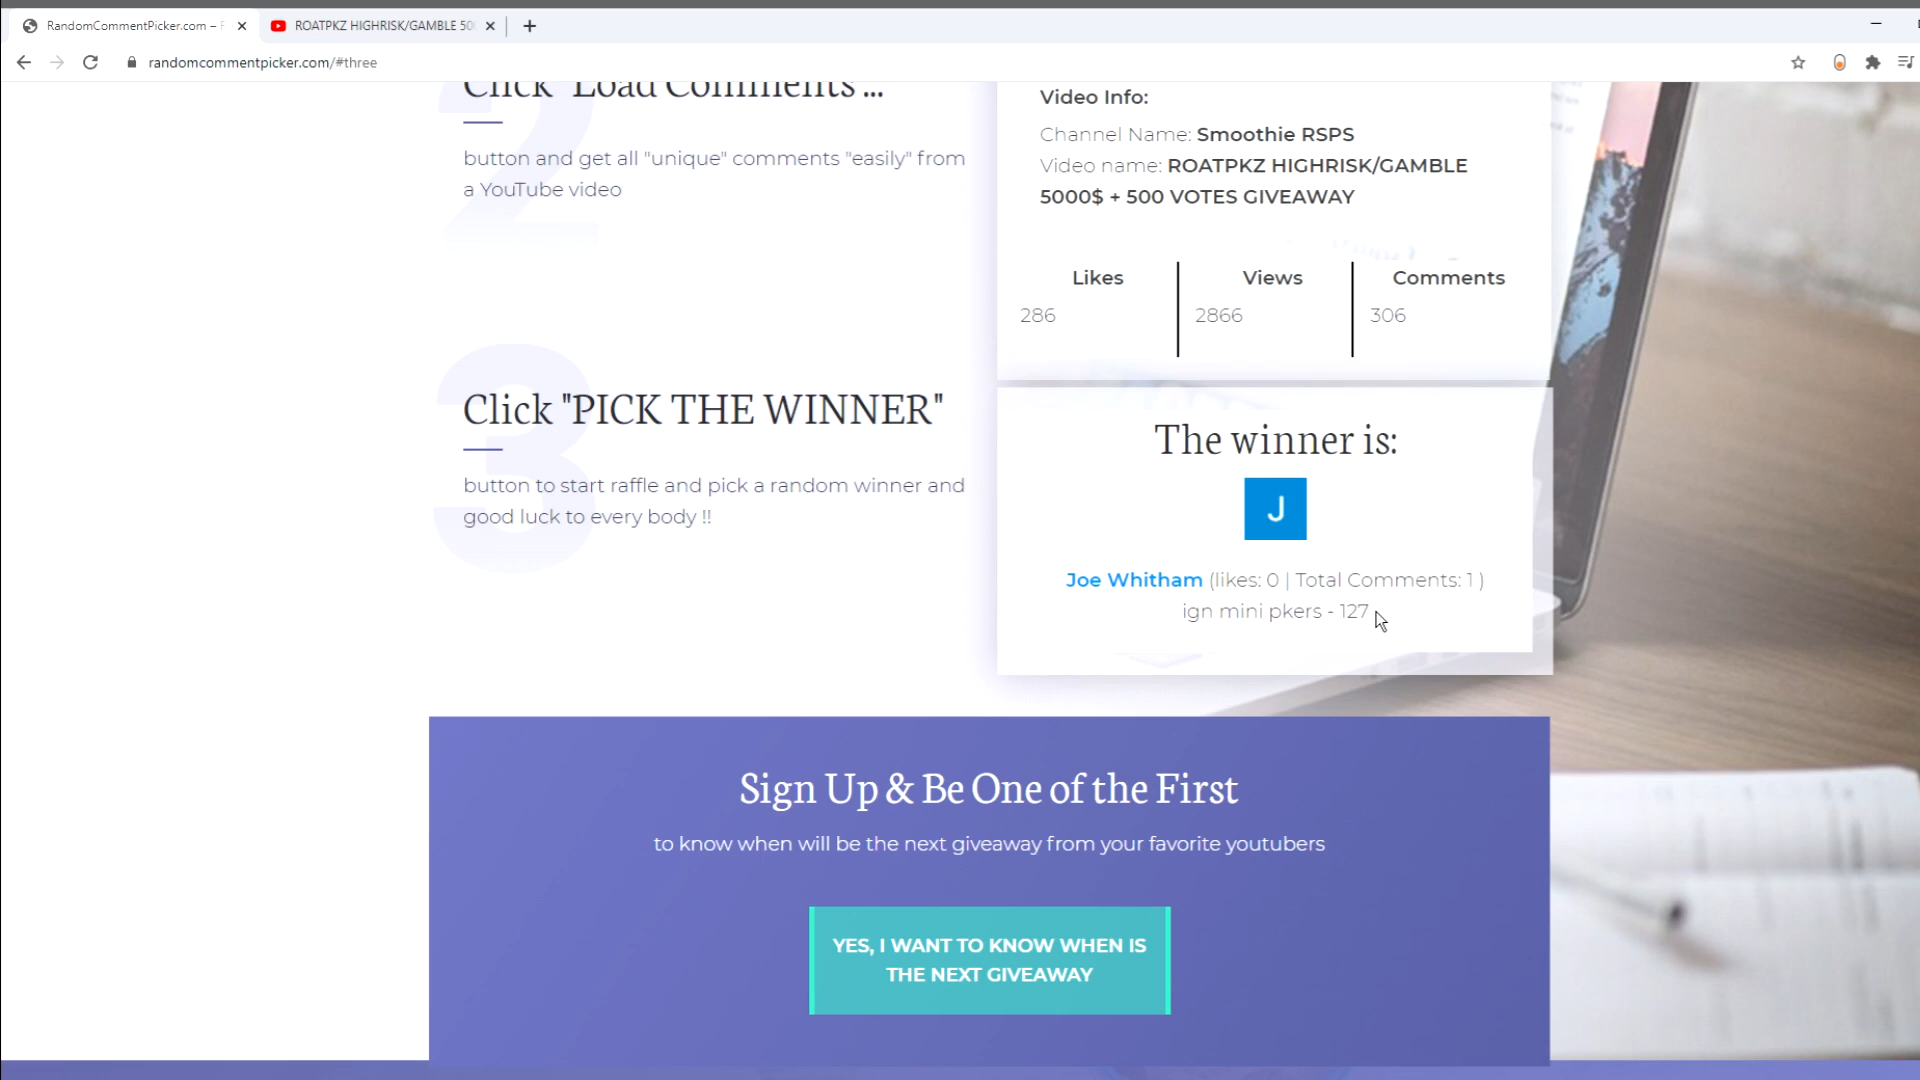 RandomCommentPicker.com –
ROATPKZ HIGHRISK/GAMBLE 50
randomcommentpicker.com/#three
Click "Load Comments ...
button and get all "unique" comments "easily" from
a YouTube video
Video Info:
Channel Name: Smoothie RSPS
Video name: ROATPKZ HIGHRISK/GAMBLE
5000$ + 500 VOTES GIVEAWAY
Likes Views Comments
286 2866 306
3
Click "PICK THE WINNER"
button to start raffle and pick a random winner and
good luck to every body !!
The winner is:
J
Joe Whitham (likes: 0 | Total Comments: 1 )
ign mini pkers - 127
Sign Up & Be One of the First
to know when will be the next giveaway from your favorite youtubers
YES, I WANT TO KNOW WHEN IS
THE NEXT GIVEAWAY